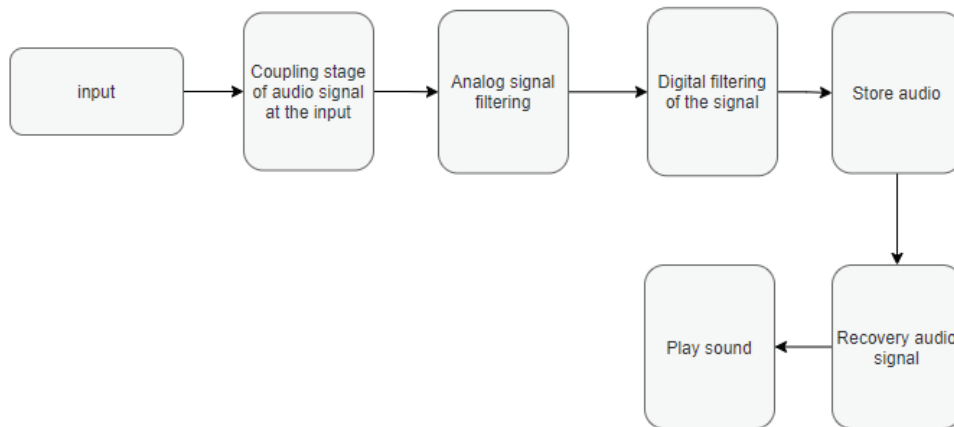 input
Coupling stage
of audio signal
at the input
Analog signal
filtering
Digital filtering
of the signal
Store audio
Play sound
Recovery audio
signal